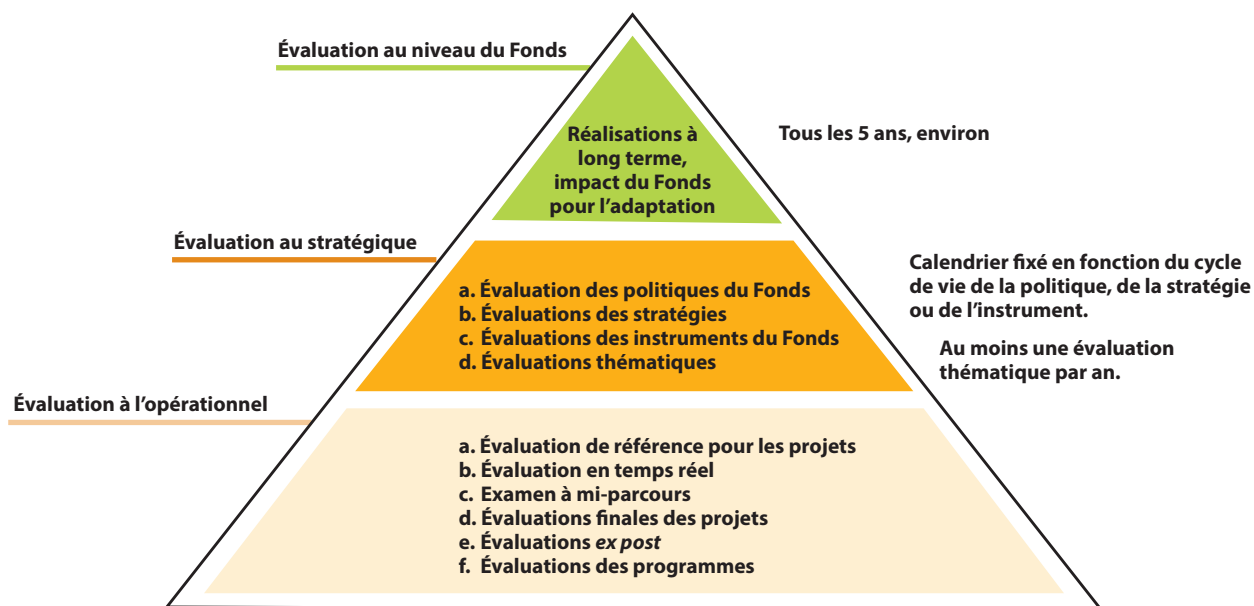 Évaluation au niveau du Fonds
Réalisations à
long terme,
impact du Fonds
pour l'adaptation
Tous les 5 ans, environ
Évaluation au stratégique
a. Évaluation des politiques du Fonds
b. Évaluations des stratégies
c. Évaluations des instruments du Fonds
d. Évaluations thématiques
Calendrier fixé en fonction du cycle
de vie de la politique, de la stratégie
ou de l'instrument.
Au moins une évaluation
thématique par an.
Évaluation à l'opérationnel
a. Évaluation de référence pour les projets
b. Évaluation en temps réel
c. Examen à mi-parcours
d. Évaluations finales des projets
e. Évaluations ex post
f. Évaluations des programmes